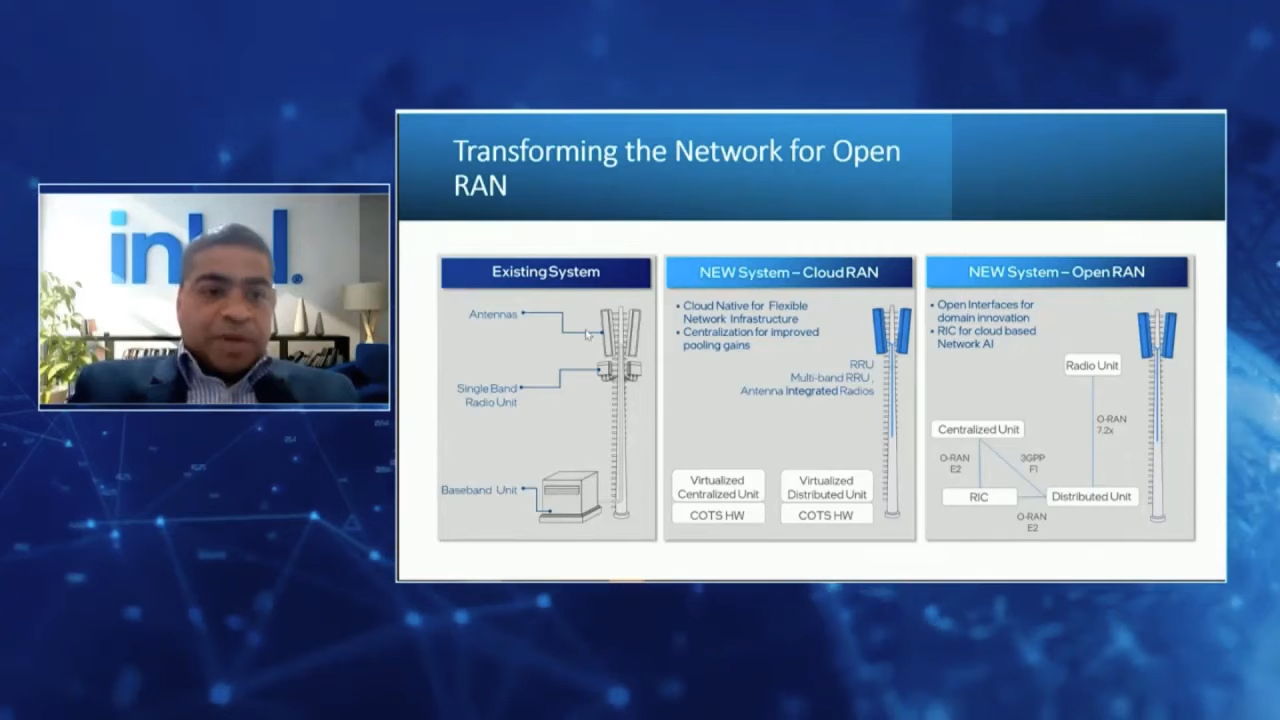 intel.
Transforming the Network for Open
RAN
Existing System
Antennas
Single Band
Radio Unit
Baseband Unit
NEW System – Cloud RAN
• Cloud Native for Flexible
Network Infrastructure
• Centralization for improved
pooling gains
RRU
Multi-band RRU,
Antenna Integrated Radios
Virtualized
Centralized Unit
COTS HW
Virtualized
Distributed Unit
COTS HW
NEW System – Open RAN
• Open Interfaces for
domain innovation
• RIC for cloud based
Network AI
Radio Unit
O-RAN
7.2x
Centralized Unit
O-RAN
E2
3GPP
F1
RIC
Distributed Unit
O-RAN
E2